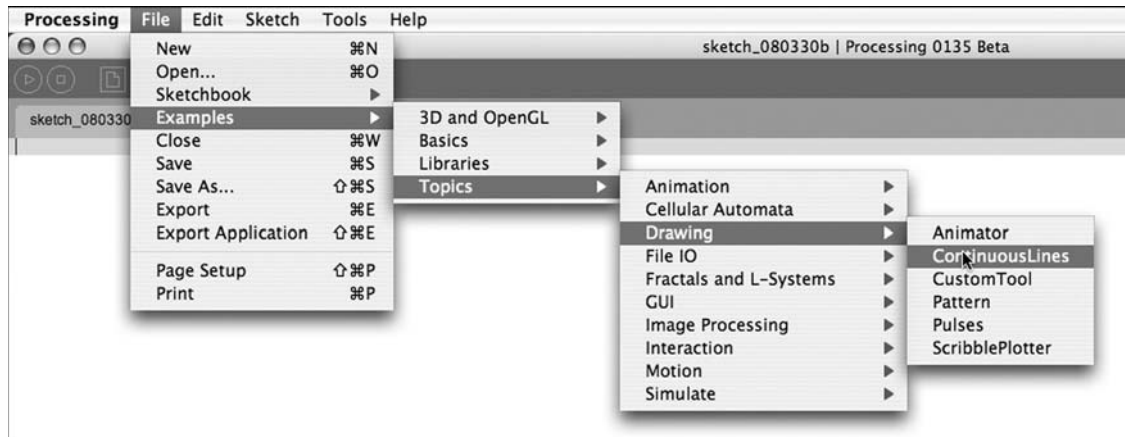 Processing File Edit Sketch Tools Help
sketch_080330b | Processing 0135 Beta
sketch_080330
New ⌘N
Open... ⌘O
Sketchbook
Examples
Close ⌘W
Save ⌘S
Save As... ⇧⌘S
Export ⌘E
Export Application ⇧⌘E
Page Setup ⇧⌘P
Print ⌘P
3D and OpenGL
Basics
Libraries
Topics
Animation
Cellular Automata
Drawing
File IO
Fractals and L-Systems
GUI
Image Processing
Interaction
Motion
Simulate
Animator
ContinuousLines
CustomTool
Pattern
Pulses
ScribblePlotter